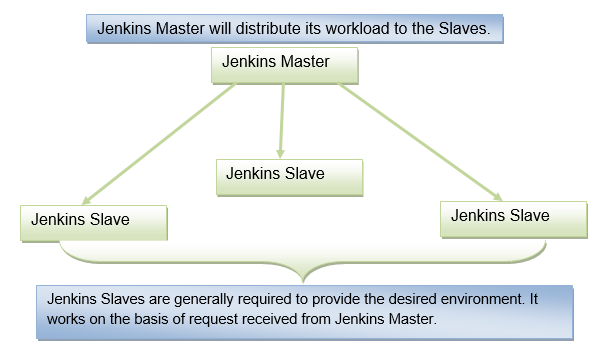 Jenkins Master will distribute its workload to the Slaves.
Jenkins Master
Jenkins Slave
Jenkins Slave
Jenkins Slave
Jenkins Slaves are generally required to provide the desired environment. It
works on the basis of request received from Jenkins Master.